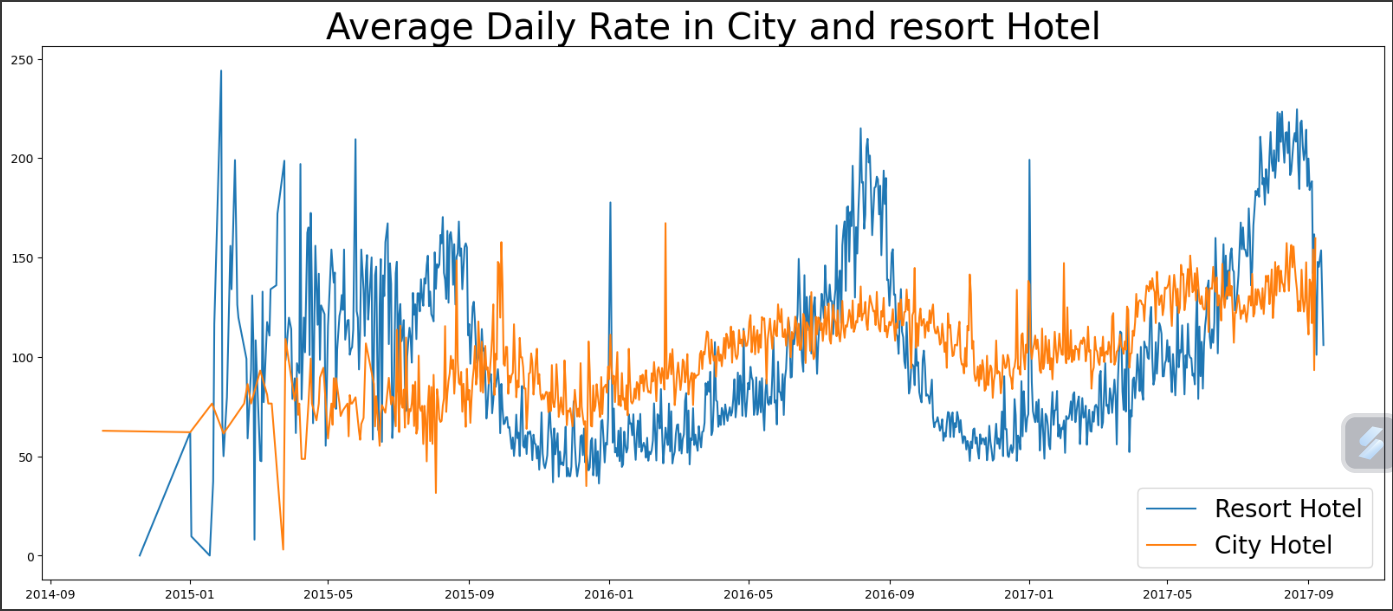 Average Daily Rate in City and resort Hotel
250
200
150
100
50
0
2014-09 2015-01 2015-05 2015-09 2016-01 2016-05 2016-09 2017-01 2017-05 2017-09
Resort Hotel
City Hotel